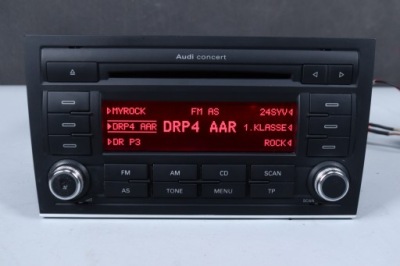 Audi concert
MYROCK FM AS 24SYV
DRP4 AAR DRP4 AAR 1.KLASSE
DR P3 ROCK
FM AM CD SCAN
AS TONE MENU TP
SCAN